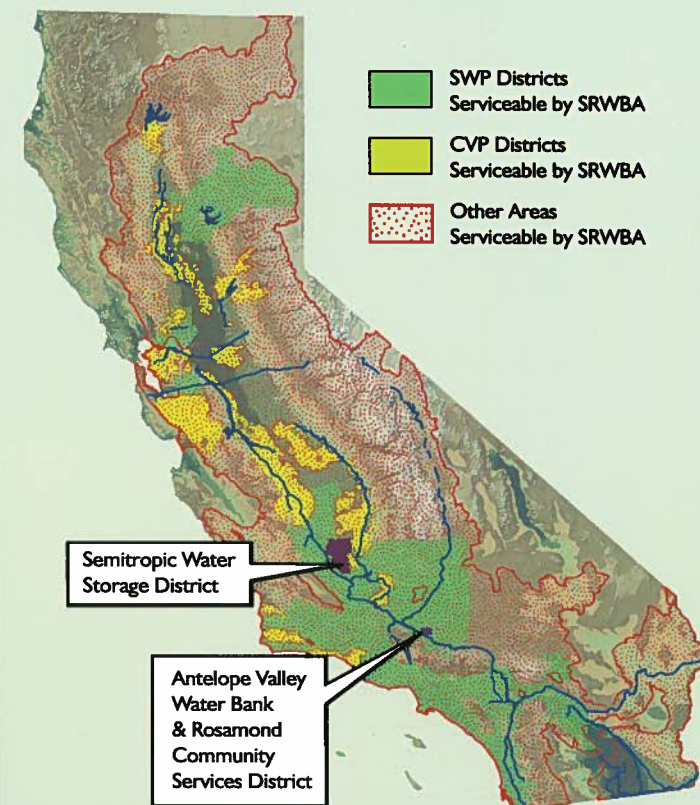 SWP Districts
Serviceable by SRWBA
CVP Districts
Serviceable by SRWBA
Other Areas
Serviceable by SRWBA
Semitropic Water
Storage District
Antelope Valley
Water Bank
& Rosamond
Community
Services District